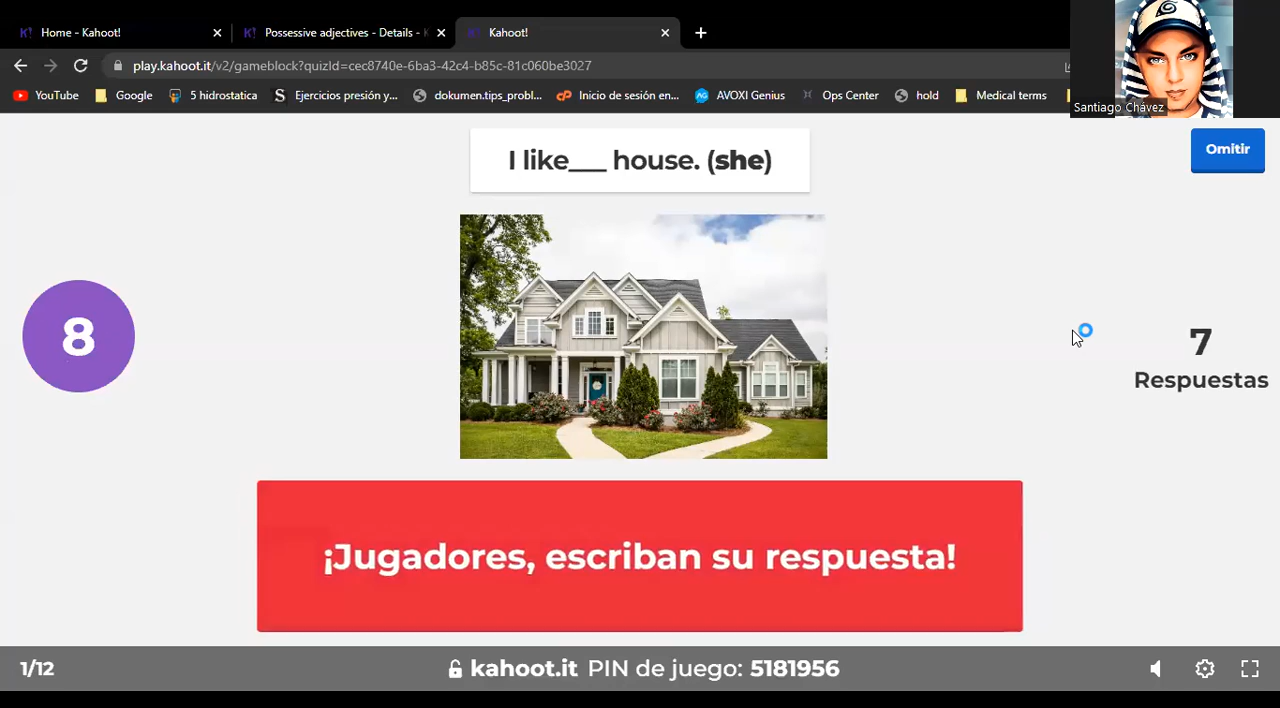 Home - Kahoot!
Possessive adjectives - Details -
Kahoot!
play.kahoot.it/v2/gameblock?quizId=cec8740e-6ba3-42c4-b85c-81c060be3027
YouTube
Google
5 hidrostatica
Ejercicios presión y...
dokumen.tips_probl...
Inicio de sesión en...
AVOXI Genius
Ops Center
hold
Medical terms
Santiago Chávez
I like___ house. (she)
Omitir
8
7
Respuestas
¡Jugadores, escriban su respuesta!
1/12
kahoot.it PIN de juego: 5181956